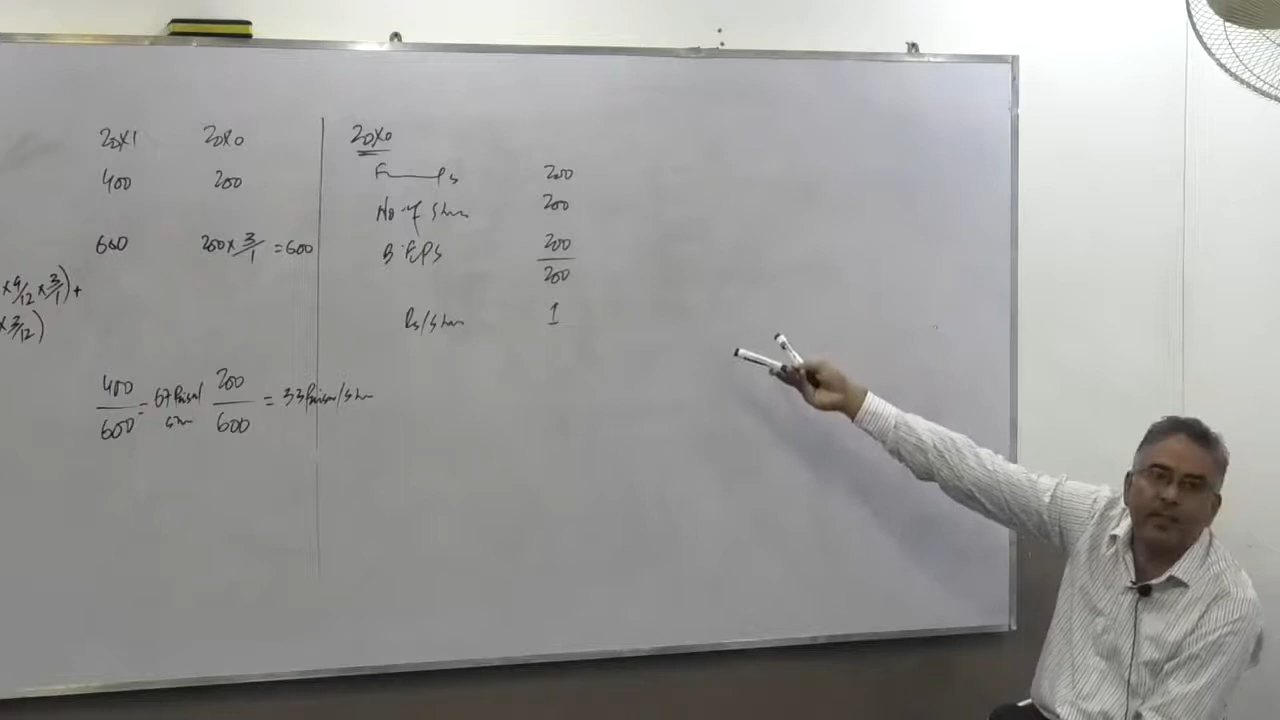 20X1 20X0
400 200
600 200 × 3/1 = 600
× 9/12 × 3/1) +
× 3/12)
400/600 = 67 Paisa/ 200/600 = 33 Paisa/Share
20X0
200
No of Share 200
B.EPS 200/200
Rs/Share 1